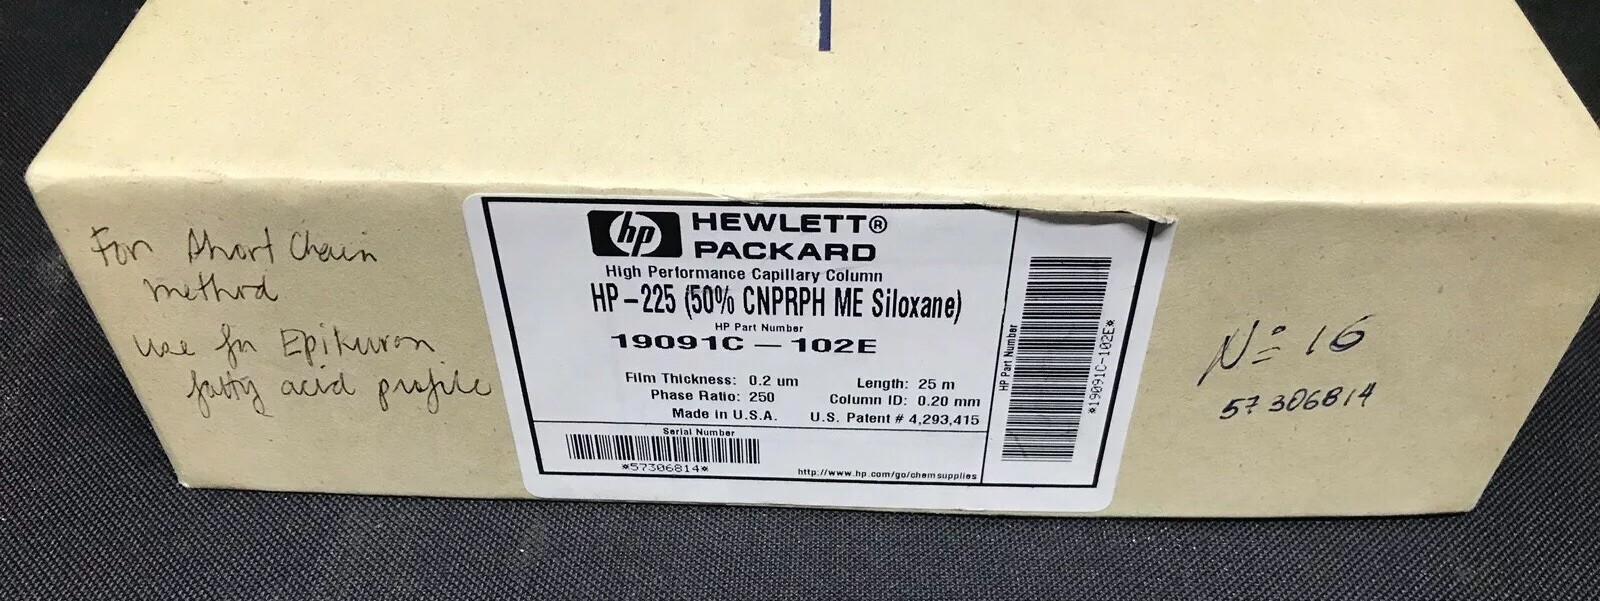 For Short Chain
method
use for Epikuron
fatty acid profile
hp HEWLETT®
PACKARD
High Performance Capillary Column
HP-225 (50% CNPRPH ME Siloxane)
HP Part Number
19091C - 102E
Film Thickness: 0.2 um
Length: 25 m
Phase Ratio: 250
Column ID: 0.20 mm
Made in U.S.A.
U.S. Patent # 4,293,415
Serial Number
*57306814*
http://www.hp.com/go/chemsupplies
HP Part Number
*19091C-102E*
N= 16
57306814